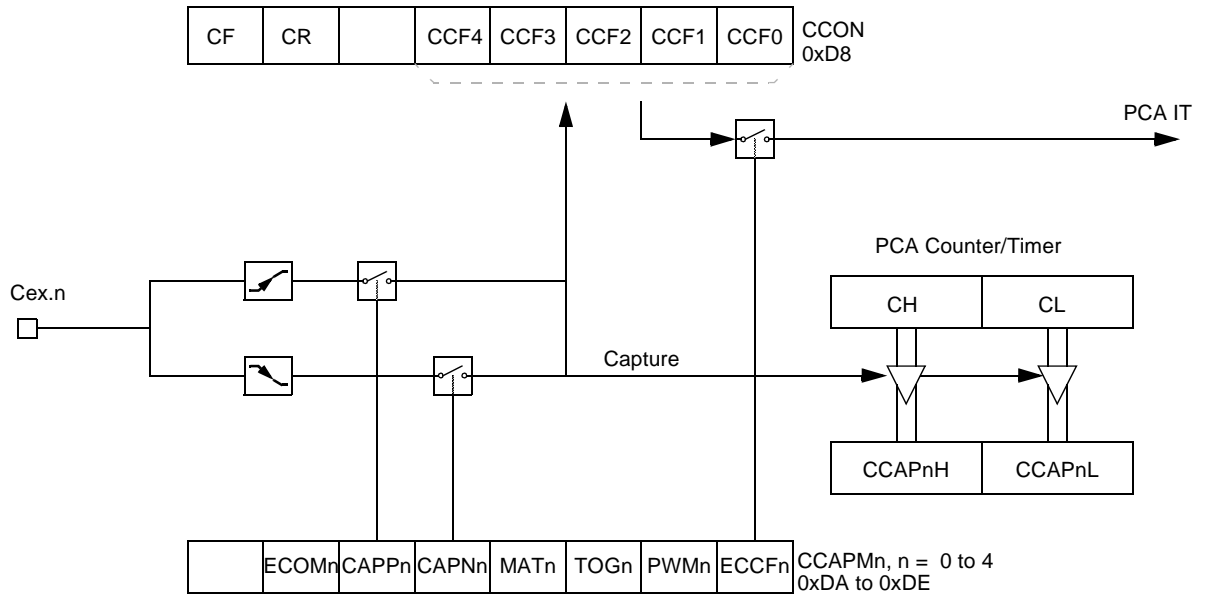 CF CR CCF4 CCF3 CCF2 CCF1 CCF0
CCON
0xD8
PCA IT
PCA Counter/Timer
Cex.n
CH CL
Capture
CCAPnH CCAPnL
ECOMn CAPPn CAPNn MATn TOGn PWMn ECCFn
CCAPMn, n = 0 to 4
0xDA to 0xDE